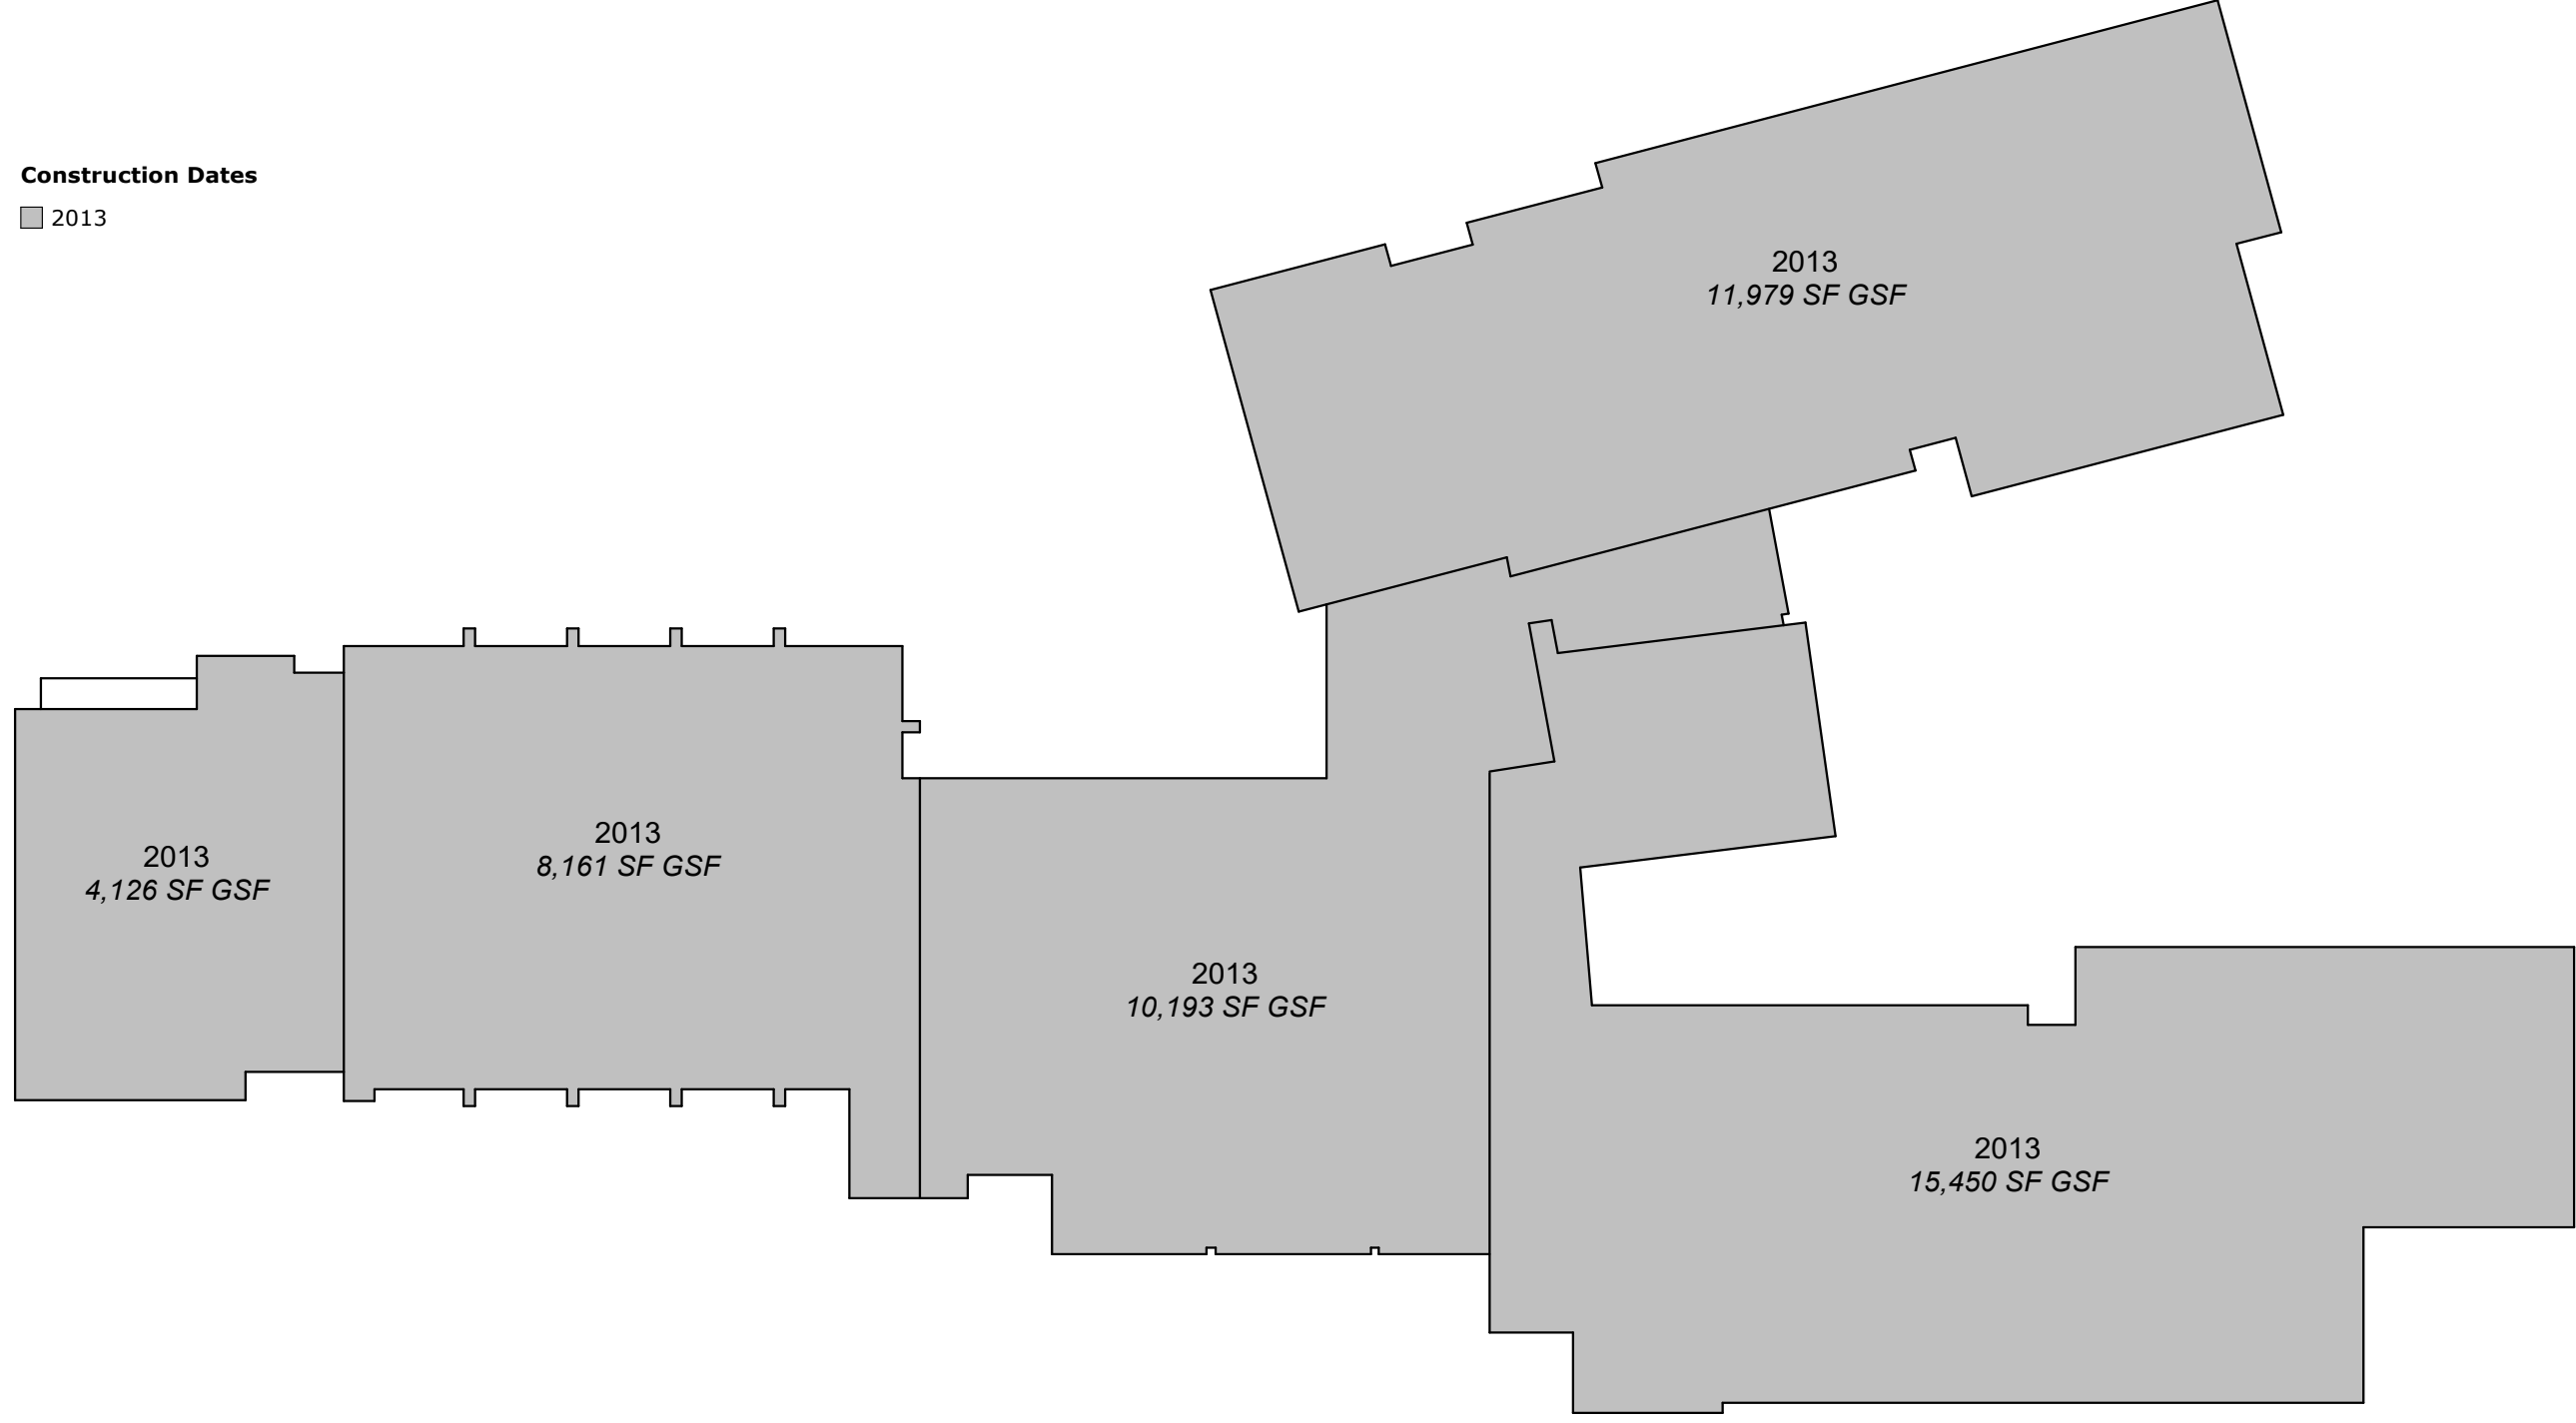 Construction Dates
2013
2013
11,979 SF GSF
2013
4,126 SF GSF
2013
8,161 SF GSF
2013
10,193 SF GSF
2013
15,450 SF GSF